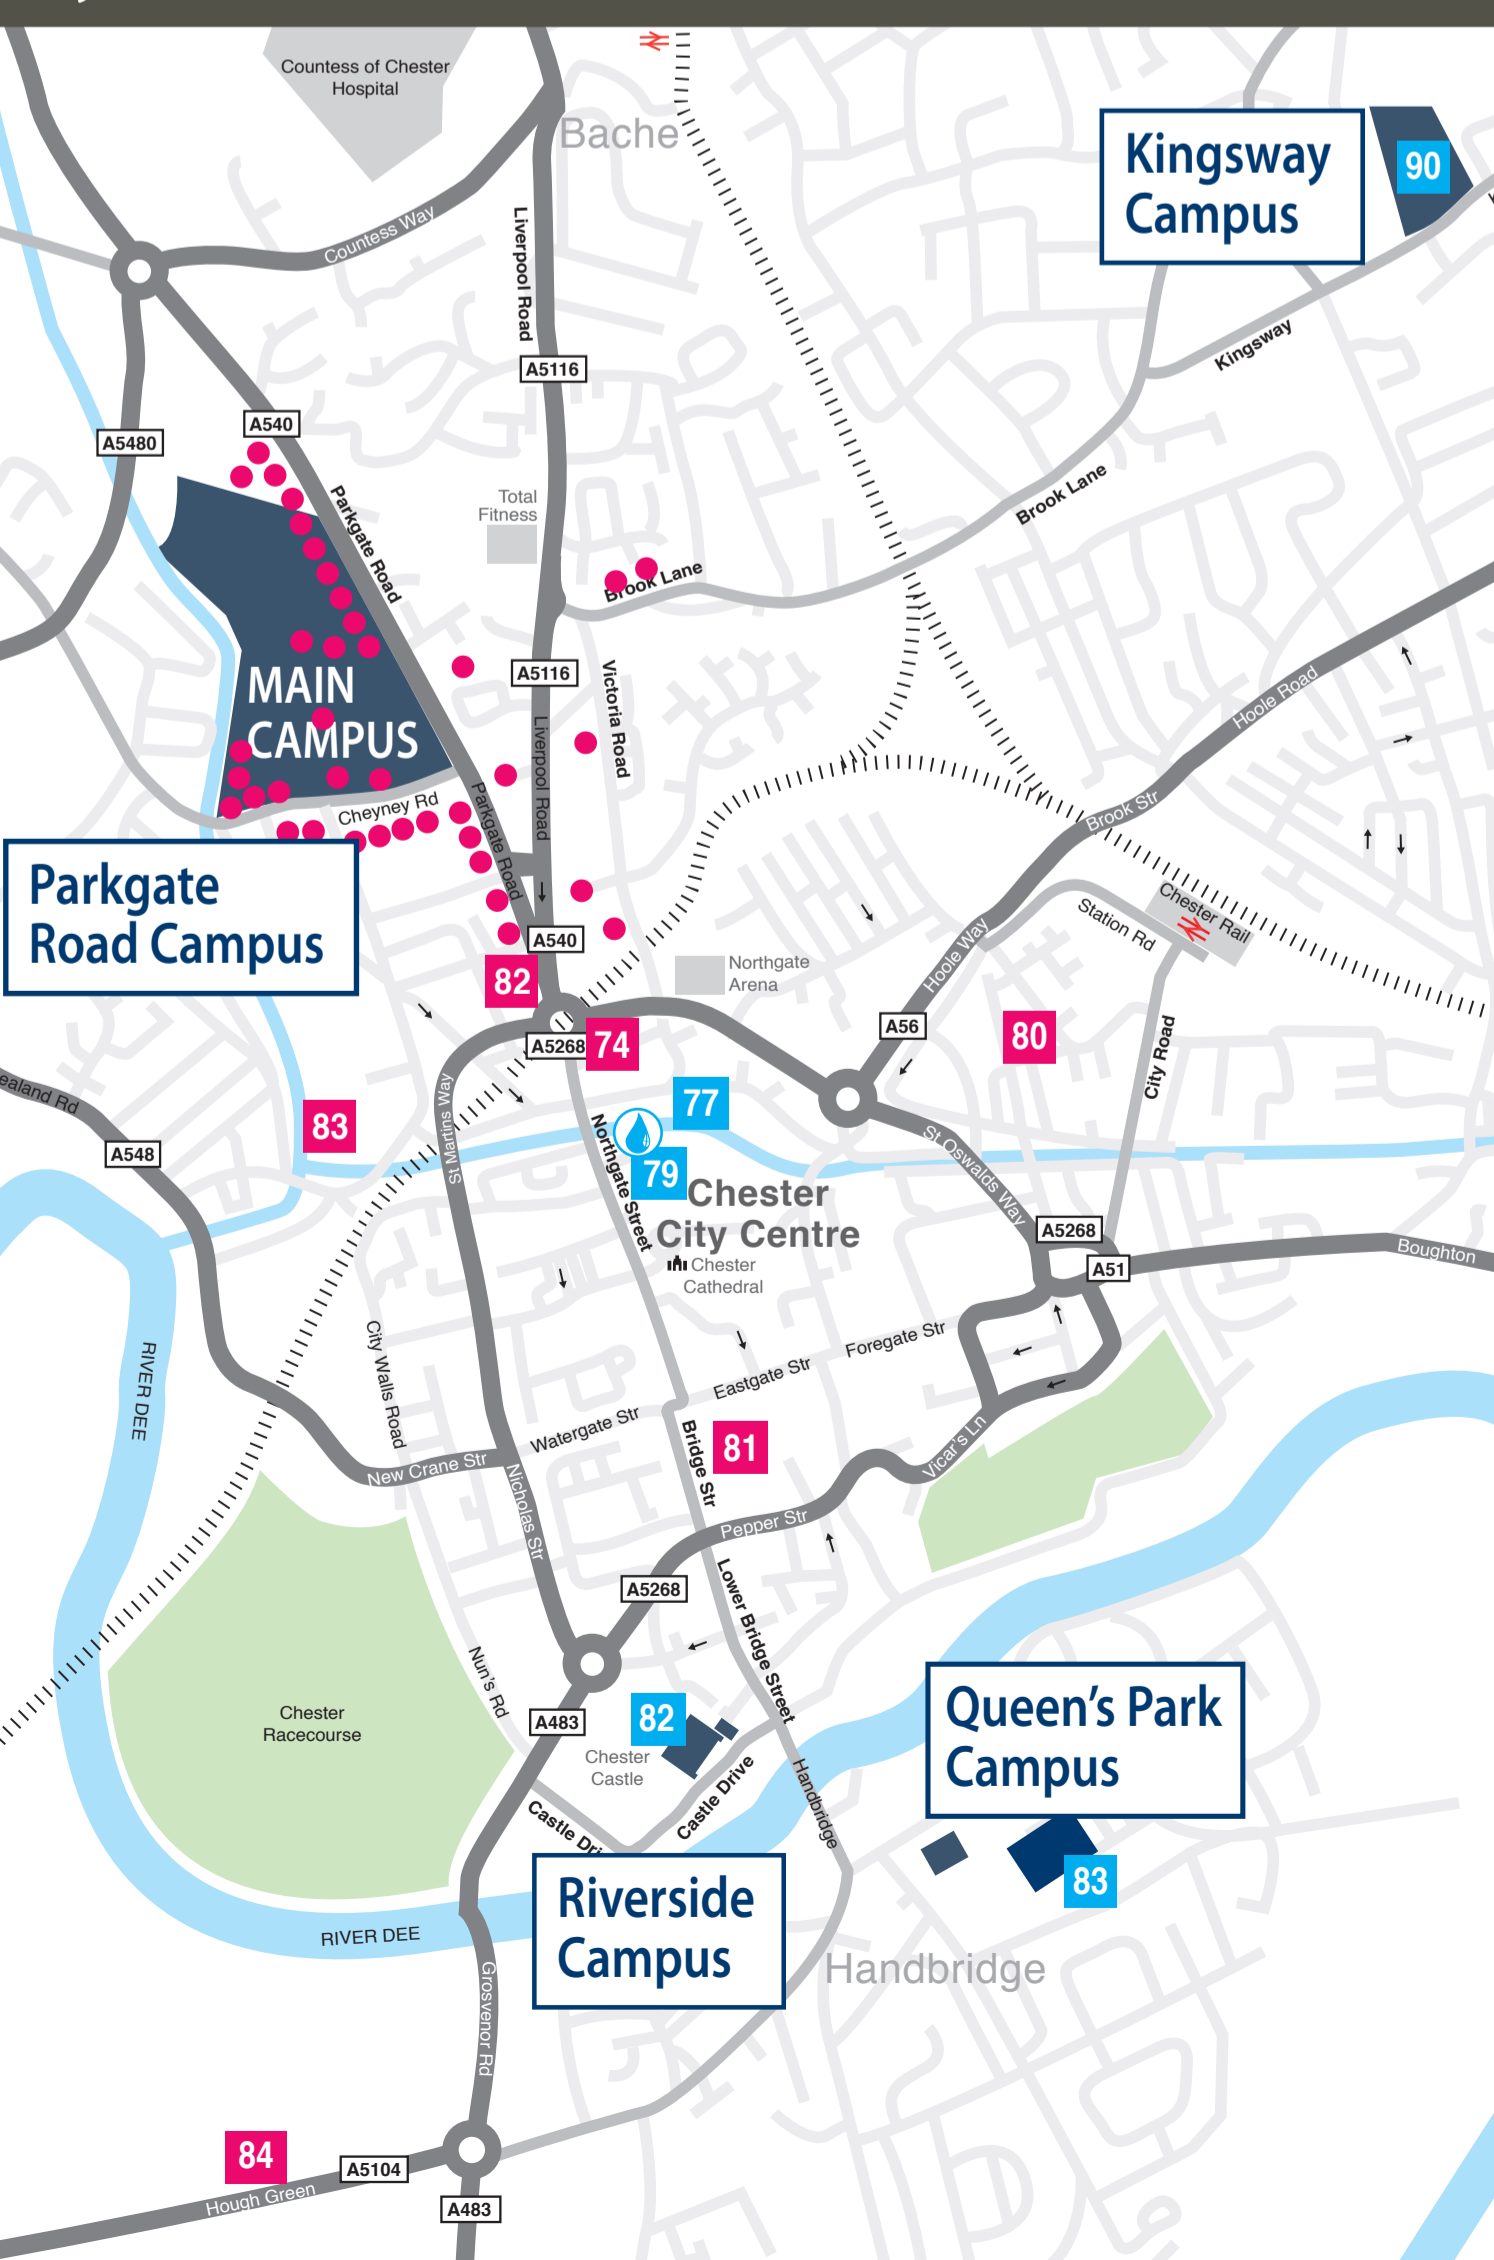 Countess of Chester
Hospital
Bache
Kingsway
Campus
90
Countess Way
Liverpool Road
A5116
Kingsway
A540
A5480
Parkgate Road
Total
Fitness
Brook Lane
Brook Lane
MAIN
CAMPUS
A5116
Victoria Road
Liverpool Road
Hoole Road
Cheyney Rd
Parkgate Road
Brook Str
Parkgate
Road Campus
A540
82
Northgate
Arena
Hoole Way
Station Rd
Chester Rail
A5268
74
A56
80
City Road
ealand Rd
A548
83
St Martins Way
77
79
Northgate Street
St Oswalds Way
Chester
City Centre
Chester
Cathedral
A5268
A51
Boughton
RIVER DEE
City Walls Road
Foregate Str
Eastgate Str
Watergate Str
New Crane Str
Bridge Str
81
Vicar's Ln
Nicholas Str
Pepper Str
A5268
Lower Bridge Street
Nun's Rd
Chester
Racecourse
A483
82
Chester
Castle
Castle Drive
Castle Dri
Handbridge
Queen's Park
Campus
83
Riverside
Campus
RIVER DEE
Handbridge
Grosvenor Rd
84
A5104
Hough Green
A483